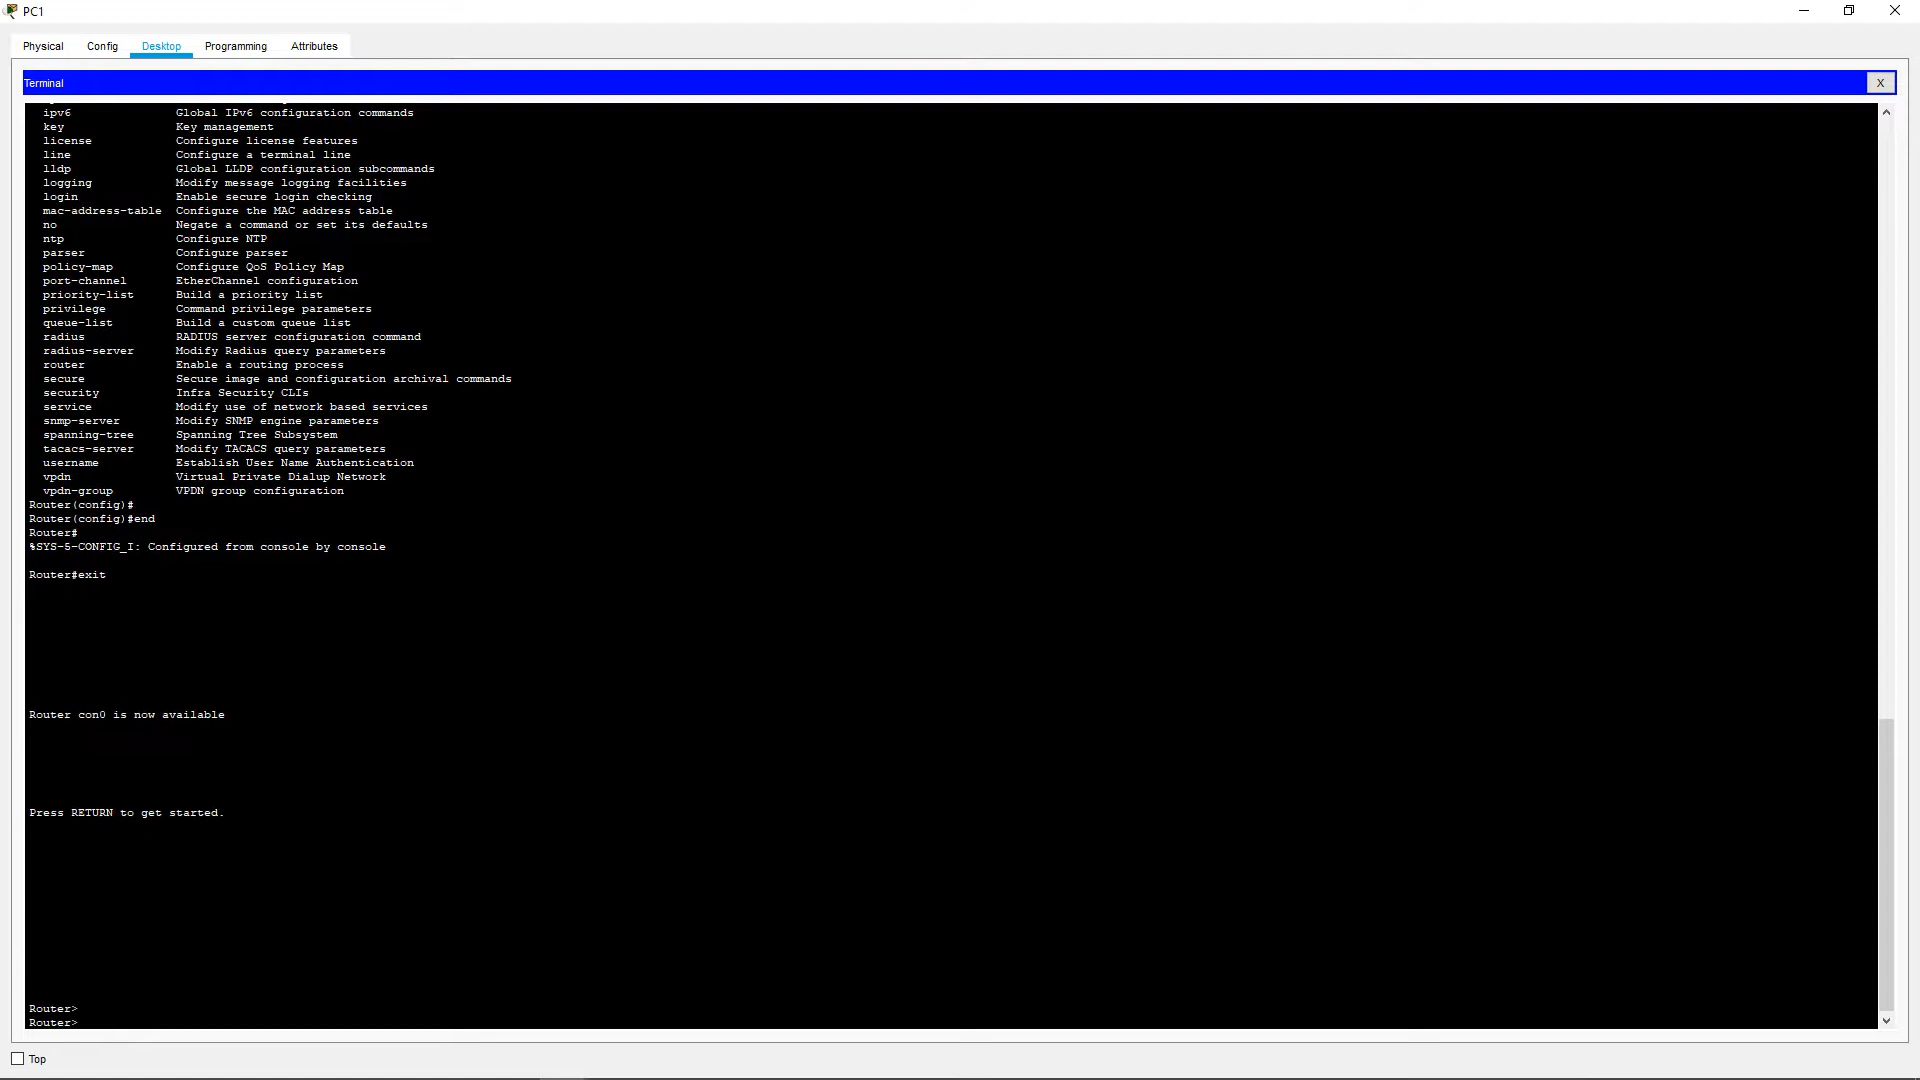 PC1
Physical Config Desktop Programming Attributes
Terminal X
ipv6 Global IPv6 configuration commands
key Key management
license Configure license features
line Configure a terminal line
lldp Global LLDP configuration subcommands
logging Modify message logging facilities
login Enable secure login checking
mac-address-table Configure the MAC address table
no Negate a command or set its defaults
ntp Configure NTP
parser Configure parser
policy-map Configure QoS Policy Map
port-channel EtherChannel configuration
priority-list Build a priority list
privilege Command privilege parameters
queue-list Build a custom queue list
radius RADIUS server configuration command
radius-server Modify Radius query parameters
router Enable a routing process
secure Secure image and configuration archival commands
security Infra Security CLIs
service Modify use of network based services
snmp-server Modify SNMP engine parameters
spanning-tree Spanning Tree Subsystem
tacacs-server Modify TACACS query parameters
username Establish User Name Authentication
vpdn Virtual Private Dialup Network
vpdn-group VPDN group configuration
Router(config)#
Router(config)#end
Router#
%SYS-5-CONFIG_I: Configured from console by console
Router#exit
Router con0 is now available
Press RETURN to get started.
Router>
Router>
Top